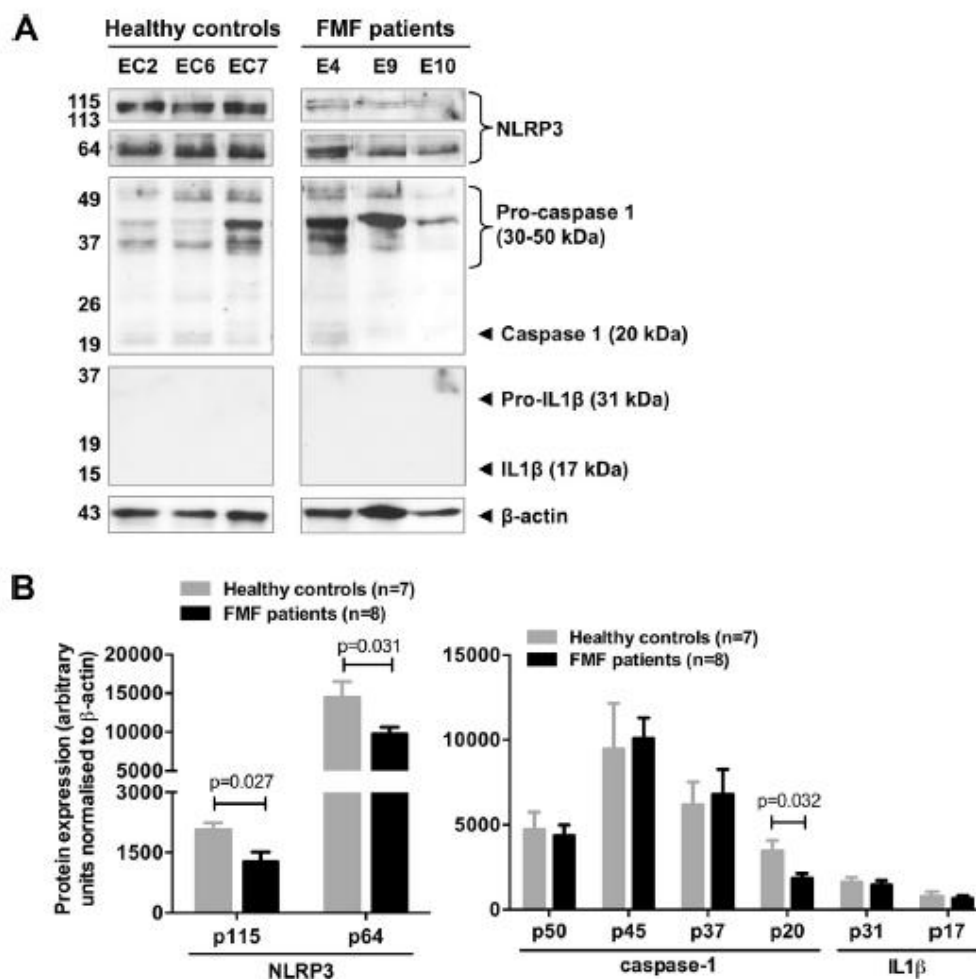 A
Healthy controls FMF patients
EC2 EC6 EC7 E4 E9 E10
115
113
NLRP3
64
49
Pro-caspase 1
(30-50 kDa)
37
26
Caspase 1 (20 kDa)
19
37
Pro-IL1β (31 kDa)
19
15
IL1β (17 kDa)
43
β-actin
B
Healthy controls (n=7)
FMF patients (n=8)
Protein expression (arbitrary
units normalised to β-actin)
20000
15000
10000
5000
3000
1500
0
p=0.031
p=0.027
p115 p64
NLRP3
Healthy controls (n=7)
FMF patients (n=8)
15000
10000
5000
0
p=0.032
p50 p45 p37 p20 p31 p17
caspase-1 IL1β